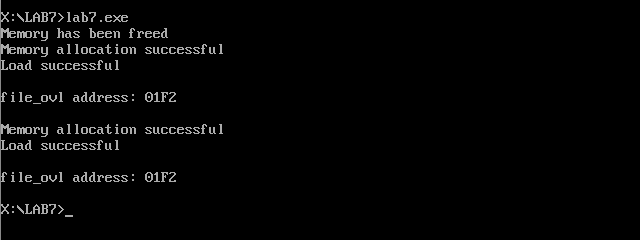 X:\LAB7>lab7.exe
Memory has been freed
Memory allocation successful
Load successful
file_ovl address: 01F2
Memory allocation successful
Load successful
file_ovl address: 01F2
X:\LAB7>_